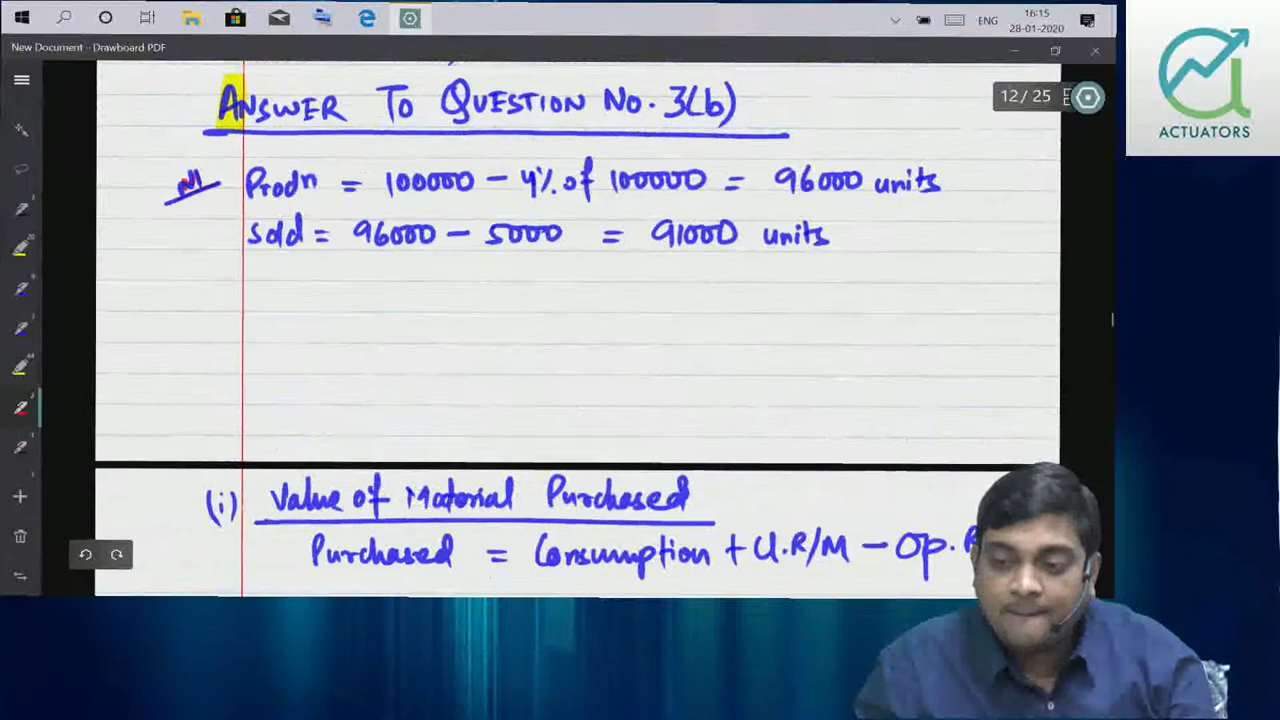 16:15
ENG
28-01-2020
New Document - Drawboard PDF
12 / 25
ACTUATORS
ANSWER TO QUESTION NO. 3(b)
Prodn = 100000 - 4% of 100000 = 96000 units
Sold = 96000 - 5000 = 91000 units
(i) Value of Material Purchased
Purchased = Consumption + Cl. R/M - Op.